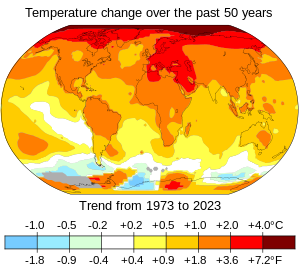 Temperature change over the past 50 years
Trend from 1973 to 2023
-1.0 -0.5 -0.2 +0.2 +0.5 +1.0 +2.0 +4.0°C
-1.8 -0.9 -0.4 +0.4 +0.9 +1.8 +3.6 +7.2°F